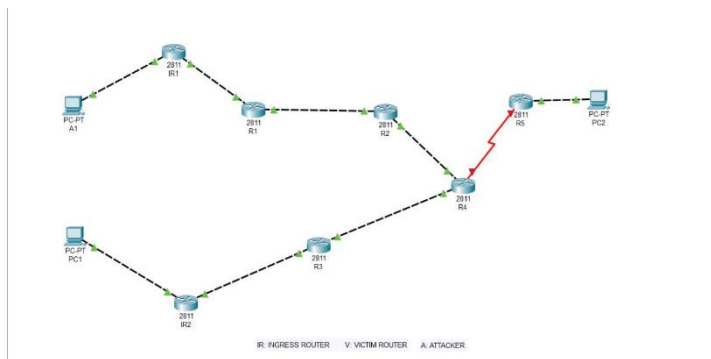 2811
IR1
PC-PT
A1
2811
R1
2811
R2
2811
R5
PC-PT
PC2
2811
R4
PC-PT
PC1
2811
R3
2811
IR2
IR: INGRESS ROUTER V: VICTIM ROUTER A: ATTACKER